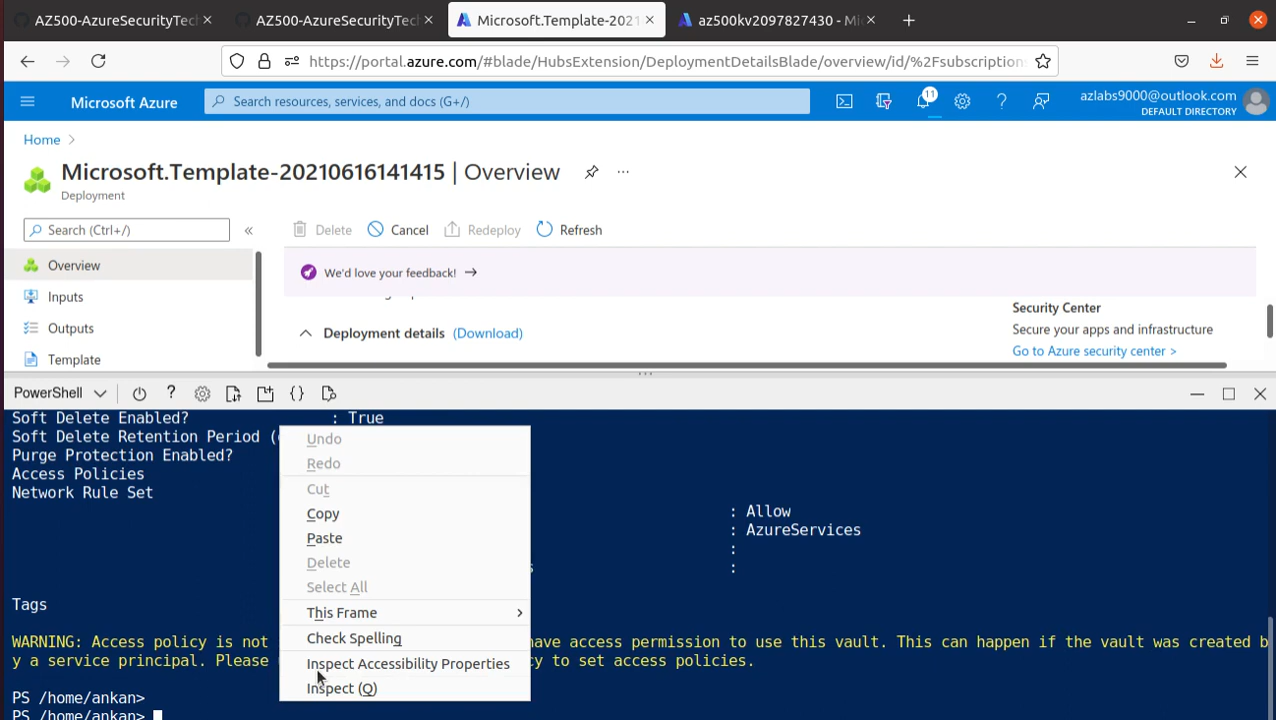 AZ500-AzureSecurityTech
AZ500-AzureSecurityTech
Microsoft.Template-2021
az500kv2097827430 - Mi
https://portal.azure.com/#blade/HubsExtension/DeploymentDetailsBlade/overview/id/%2Fsubscription
Microsoft Azure
Search resources, services, and docs (G+/)
11
azlabs9000@outlook.com
DEFAULT DIRECTORY
Home
Microsoft.Template-20210616141415 | Overview
Deployment
Search (Ctrl+/)
Delete
Cancel
Redeploy
Refresh
Overview
Inputs
Outputs
Template
We'd love your feedback!
Deployment details (Download)
Security Center
Secure your apps and infrastructure
Go to Azure security center >
PowerShell
Soft Delete Enabled? : True
Soft Delete Retention Period (
Purge Protection Enabled?
Access Policies
Network Rule Set
: Allow
: AzureServices
:
:
Tags
WARNING: Access policy is not have access permission to use this vault. This can happen if the vault was created b
y a service principal. Please cy to set access policies.
PS /home/ankan>
PS /home/ankan>
Undo
Redo
Cut
Copy
Paste
Delete
Select All
This Frame
Check Spelling
Inspect Accessibility Properties
Inspect (Q)